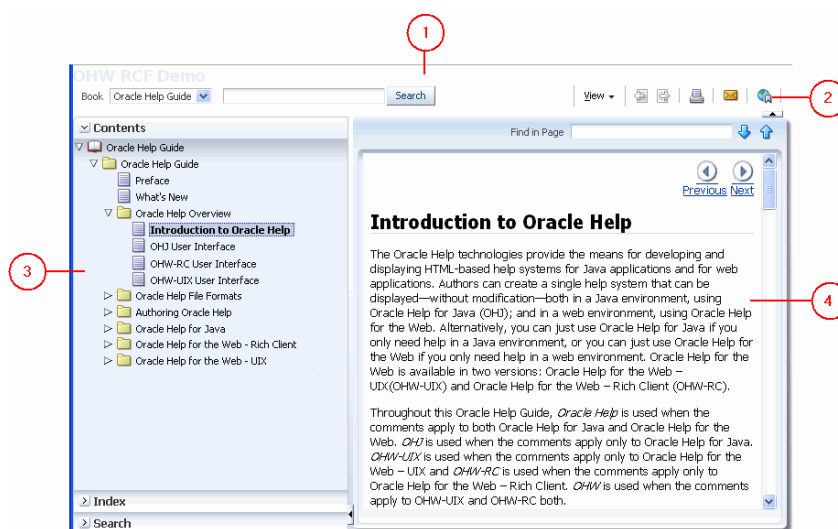 1
OHW RCF Demo
Book Oracle Help Guide Search View
2
Contents
Find in Page
Oracle Help Guide
Oracle Help Guide
Preface
What's New
Oracle Help Overview
Introduction to Oracle Help
OHJ User Interface
OHW-RC User Interface
OHW-UIX User Interface
Oracle Help File Formats
Authoring Oracle Help
Oracle Help for Java
Oracle Help for the Web - Rich Client
Oracle Help for the Web - UIX
3
Index
Search
Previous Next
Introduction to Oracle Help
The Oracle Help technologies provide the means for developing and
displaying HTML-based help systems for Java applications and for web
applications. Authors can create a single help system that can be
displayed—without modification—both in a Java environment, using
Oracle Help for Java (OHJ); and in a web environment, using Oracle Help
for the Web. Alternatively, you can just use Oracle Help for Java if you
only need help in a Java environment, or you can just use Oracle Help for
the Web if you only need help in a web environment. Oracle Help for the
Web is available in two versions: Oracle Help for the Web –
UIX(OHW-UIX) and Oracle Help for the Web – Rich Client (OHW-RC).
4
Throughout this Oracle Help Guide, Oracle Help is used when the
comments apply to both Oracle Help for Java and Oracle Help for the
Web. OHJ is used when the comments apply only to Oracle Help for Java.
OHW-UIX is used when the comments apply only to Oracle Help for the
Web – UIX and OHW-RC is used when the comments apply only to
Oracle Help for the Web – Rich Client. OHW is used when the comments
apply to OHW-UIX and OHW-RC both.